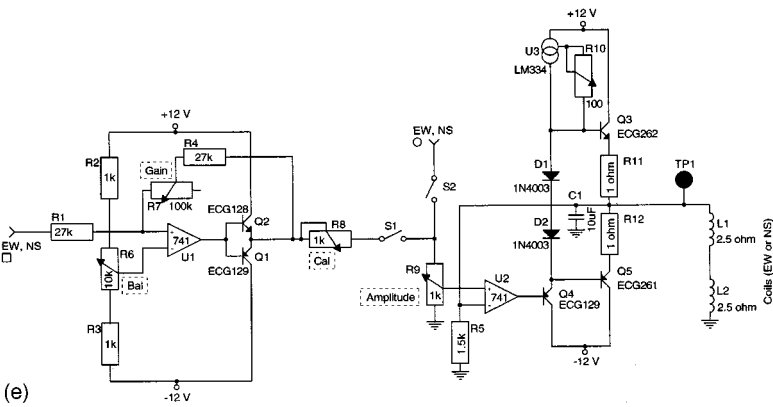 +12 V
U3
R10
LM334
100
Q3
ECG262
+12 V
R4
27k
EW, NS
R2
1k
Gain
R7
100k
D1
1N4003
R11
1 ohm
TP1
S2
ECG128
Q2
C1
10uF
R1
27k
EW, NS
741
U1
R8
1k
Cal
S1
D2
1N4003
R12
1 ohm
L1
2.5 ohm
R6
10k
Bal
ECG129
Q1
R9
1k
Amplitude
U2
741
Q5
ECG261
Q4
ECG129
L2
2.5 ohm
Coils (EW or NS)
R3
1k
R5
1.5k
-12 V
-12 V
(e)